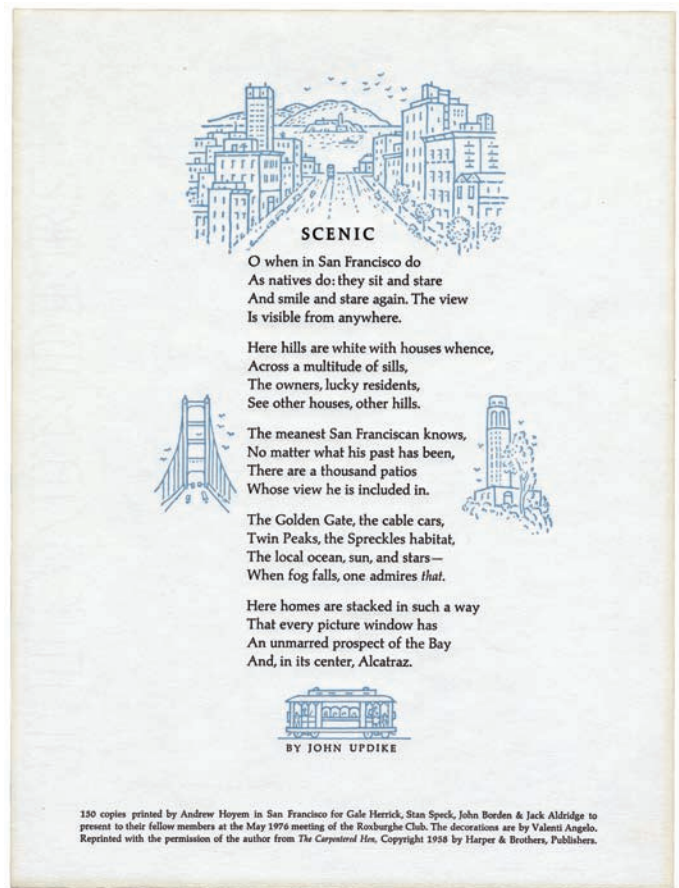 SCENIC
O when in San Francisco do
As natives do: they sit and stare
And smile and stare again. The view
Is visible from anywhere.
Here hills are white with houses whence,
Across a multitude of sills,
The owners, lucky residents,
See other houses, other hills.
The meanest San Franciscan knows,
No matter what his past has been,
There are a thousand patios
Whose view he is included in.
The Golden Gate, the cable cars,
Twin Peaks, the Spreckles habitat,
The local ocean, sun, and stars—
When fog falls, one admires that.
Here homes are stacked in such a way
That every picture window has
An unmarred prospect of the Bay
And, in its center, Alcatraz.
BY JOHN UPDIKE
150 copies printed by Andrew Hoyem in San Francisco for Gale Herrick, Stan Speck, John Borden & Jack Aldridge to
present to their fellow members at the May 1976 meeting of the Roxburghe Club. The decorations are by Valenti Angelo.
Reprinted with the permission of the author from The Carpentered Hen, Copyright 1958 by Harper & Brothers, Publishers.